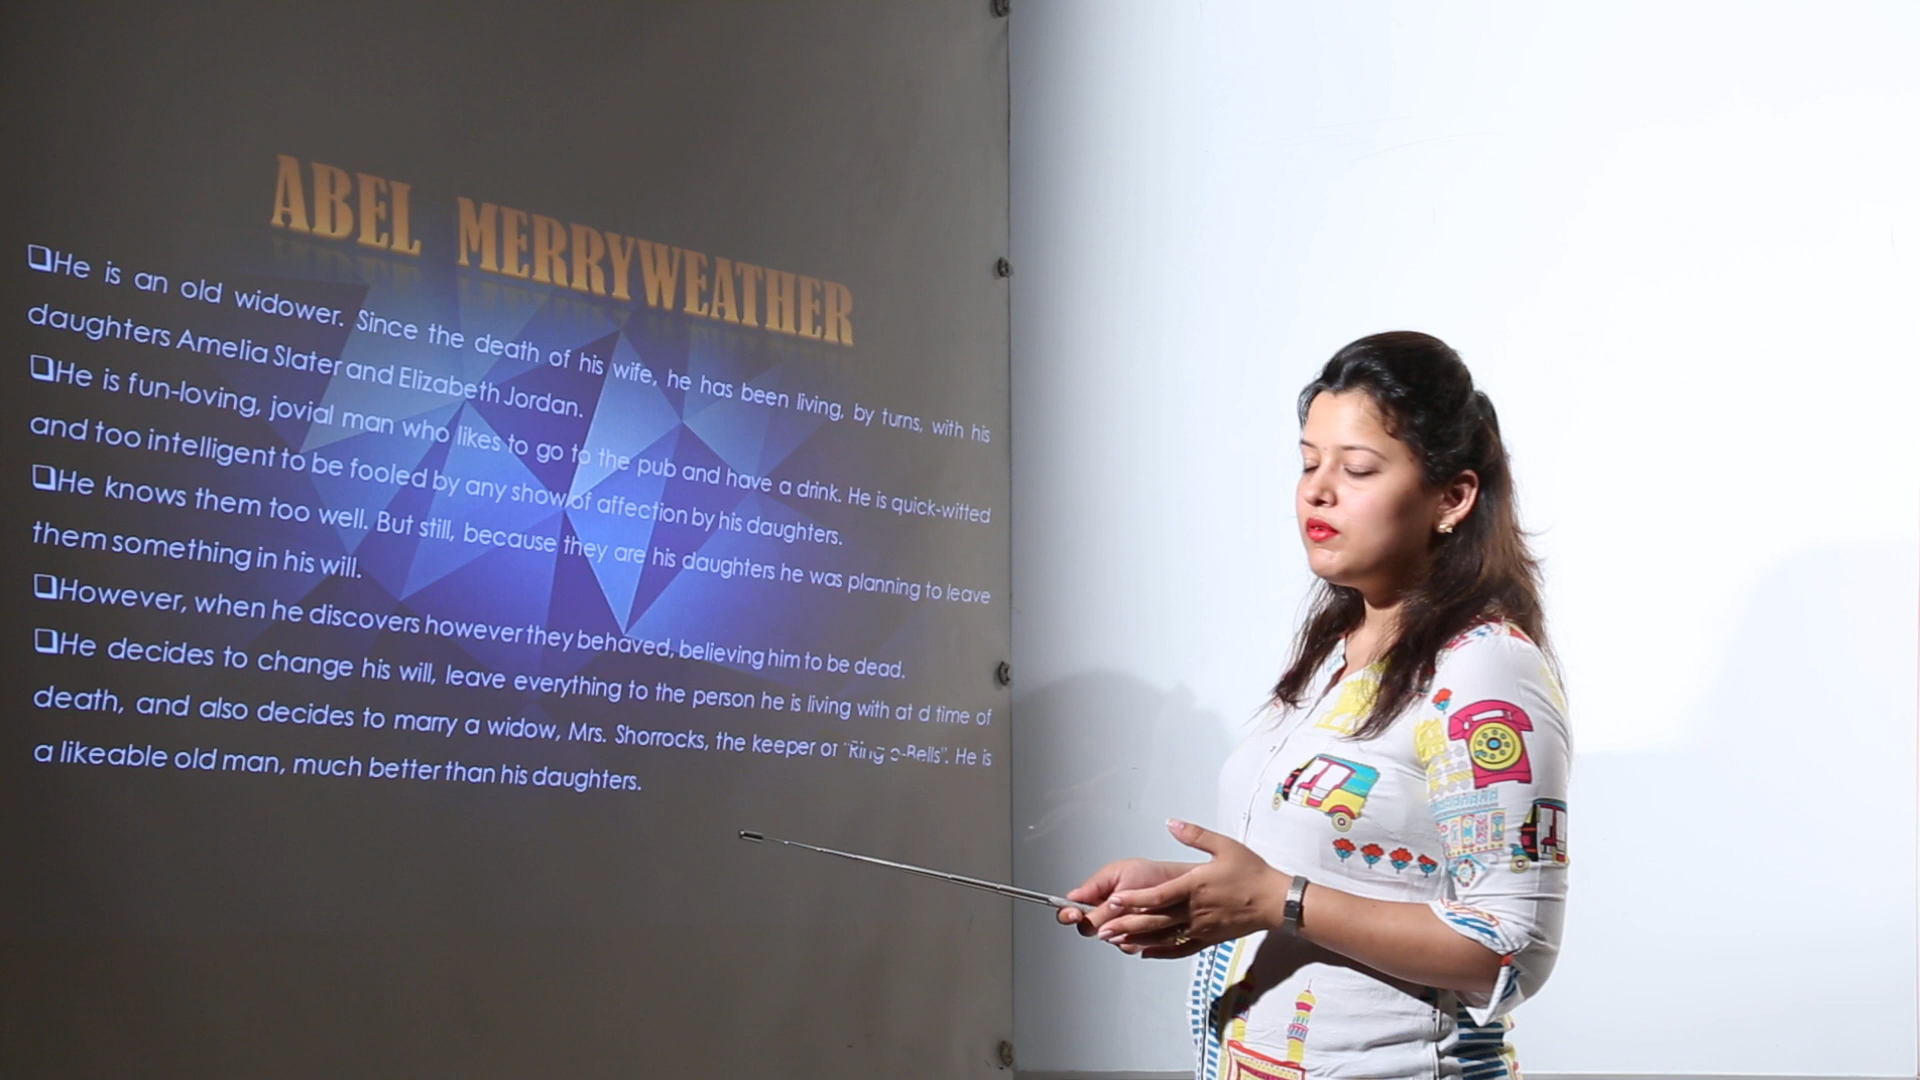 ABEL MERRYWEATHER
❑He is an old widower. Since the death of his wife, he has been living, by turns, with his
daughters Amelia Slater and Elizabeth Jordan.
❑He is fun-loving, jovial man who likes to go to the pub and have a drink. He is quick-witted
and too intelligent to be fooled by any show of affection by his daughters.
❑He knows them too well. But still, because they are his daughters he was planning to leave
them something in his will.
❑However, when he discovers however they behaved, believing him to be dead.
❑He decides to change his will, leave everything to the person he is living with at d time of
death, and also decides to marry a widow, Mrs. Shorrocks, the keeper of "Ring o-Bells". He is
a likeable old man, much better than his daughters.